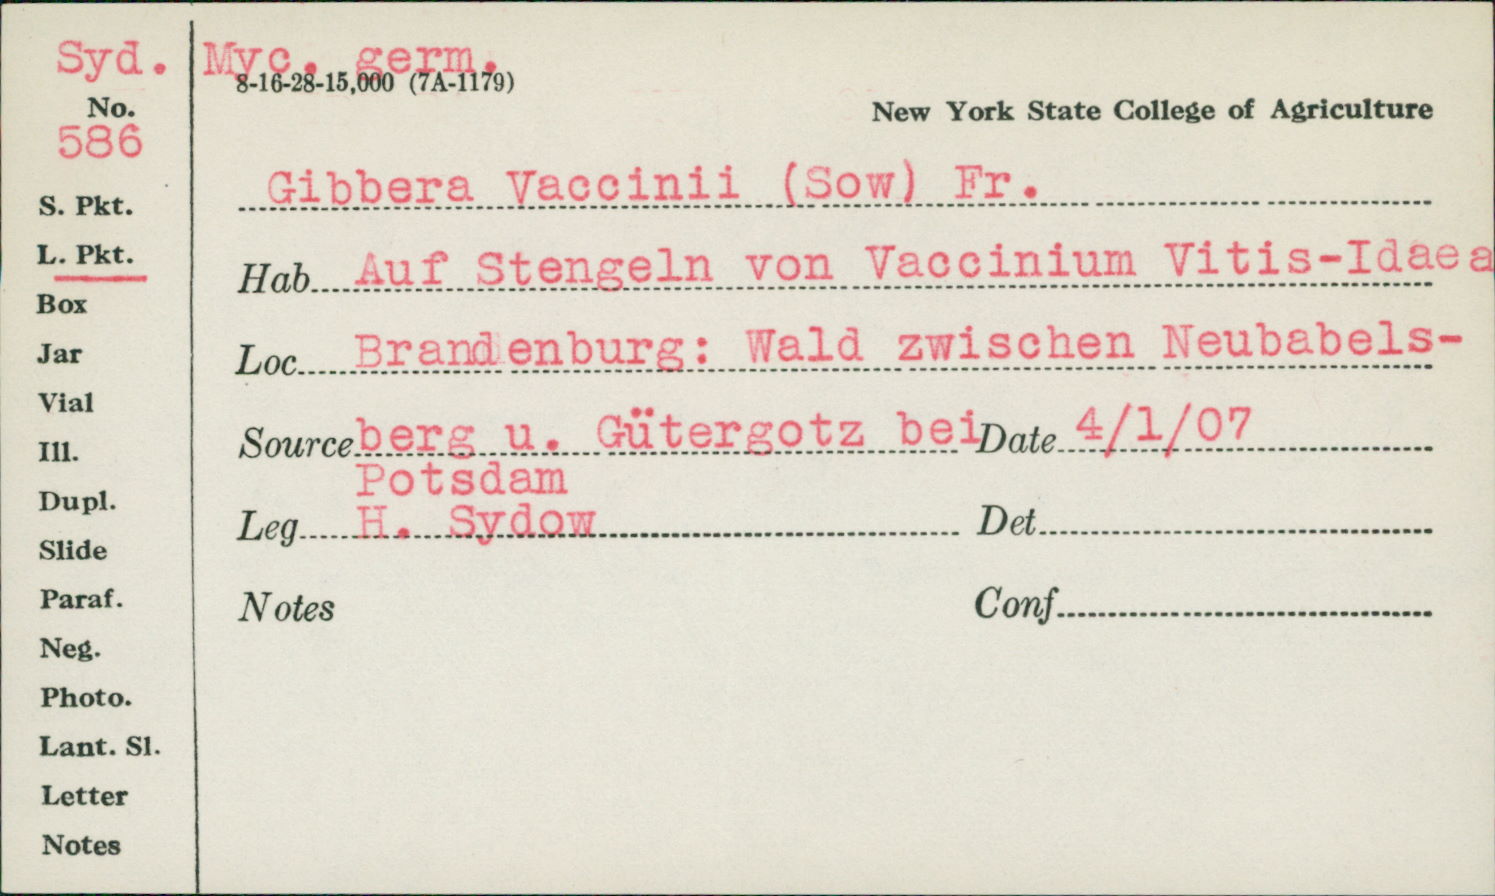 Syd. Myc. germ.
8-16-28-15,000 (7A-1179)
No.
586
New York State College of Agriculture
Gibbera Vaccinii (Sow) Fr.
S. Pkt.
L. Pkt.
Hab Auf Stengeln von Vaccinium Vitis-Idaea
Box
Jar
Loc Brandenburg: Wald zwischen Neubabels-
Vial
Source berg u. Gütergotz bei Date 4/1/07
Ill.
Potsdam
Dupl.
Leg H. Sydow Det
Slide
Paraf.
Notes Conf
Neg.
Photo.
Lant. Sl.
Letter
Notes